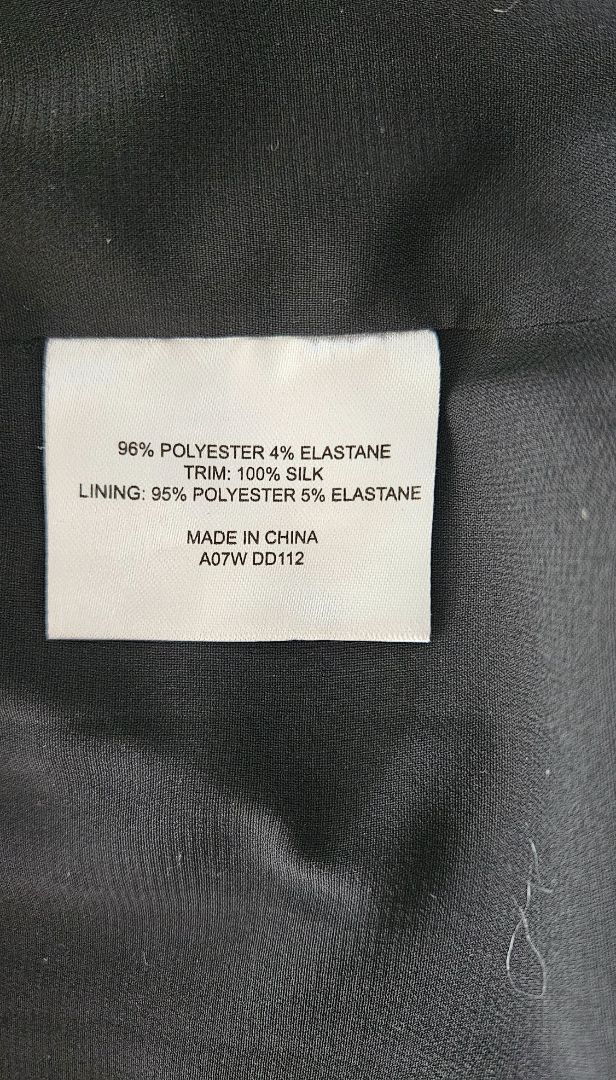 96% POLYESTER 4% ELASTANE
TRIM: 100% SILK
LINING: 95% POLYESTER 5% ELASTANE
MADE IN CHINA
A07W DD112